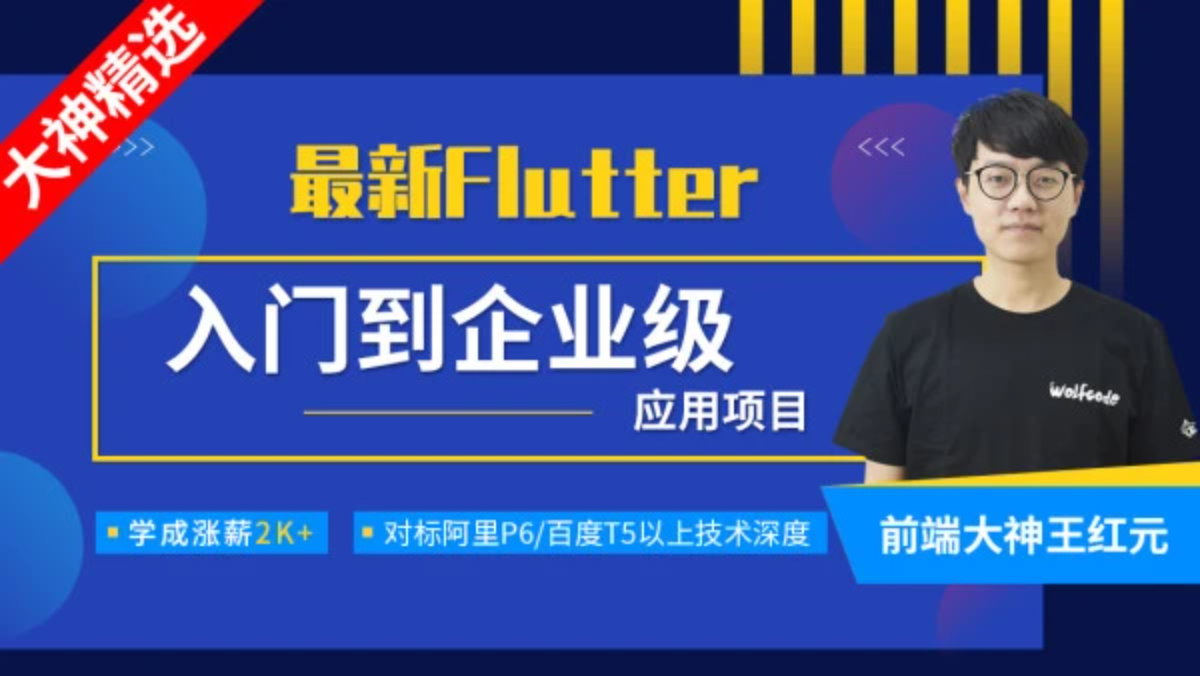 大神精选
最新Flutter
入门到企业级
应用项目
wolfcode
学成涨薪2K+
对标阿里P6/百度T5以上技术深度
前端大神王红元